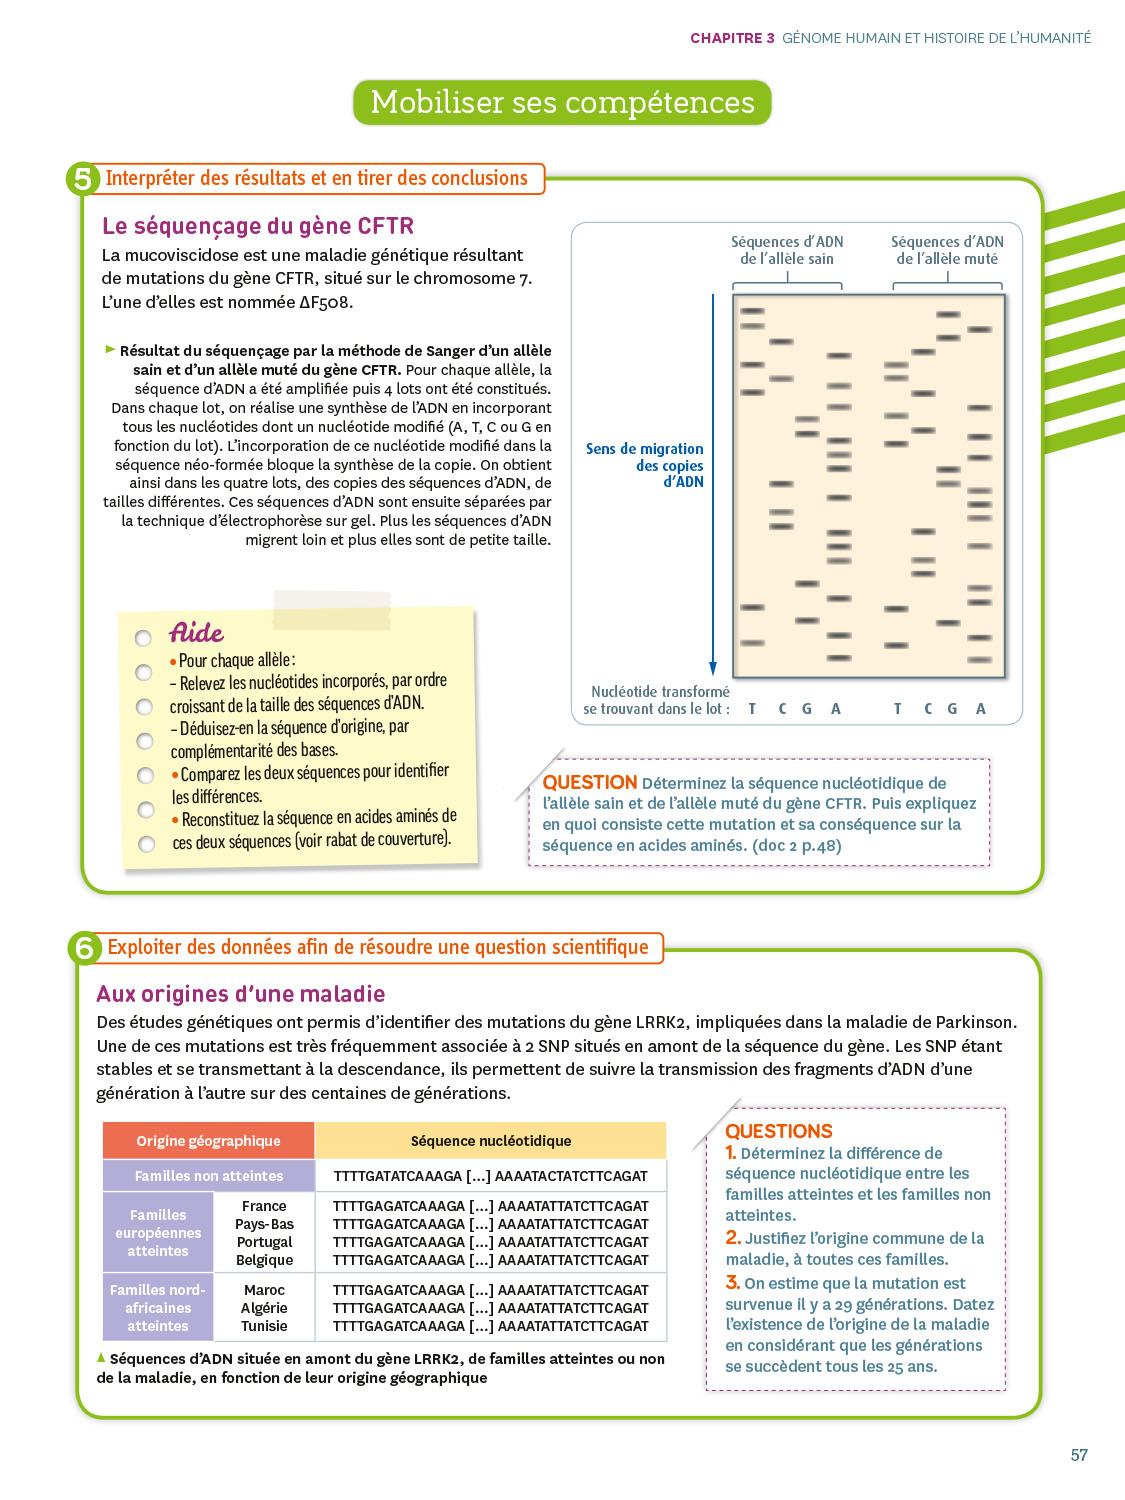 CHAPITRE 3 GÉNOME HUMAIN ET HISTOIRE DE L'HUMANITÉ
Mobiliser ses compétences
5 Interpréter des résultats et en tirer des conclusions
Le séquençage du gène CFTR
La mucoviscidose est une maladie génétique résultant
de mutations du gène CFTR, situé sur le chromosome 7.
L'une d'elles est nommée ΔF508.
► Résultat du séquençage par la méthode de Sanger d'un allèle
sain et d'un allèle muté du gène CFTR. Pour chaque allèle, la
séquence d'ADN a été amplifiée puis 4 lots ont été constitués.
Dans chaque lot, on réalise une synthèse de l'ADN en incorporant
tous les nucléotides dont un nucléotide modifié (A, T, C ou G en
fonction du lot). L'incorporation de ce nucléotide modifié dans la
séquence néo-formée bloque la synthèse de la copie. On obtient
ainsi dans les quatre lots, des copies des séquences d'ADN, de
tailles différentes. Ces séquences d'ADN sont ensuite séparées par
la technique d'électrophorèse sur gel. Plus les séquences d'ADN
migrent loin et plus elles sont de petite taille.
Aide
• Pour chaque allèle :
– Relevez les nucléotides incorporés, par ordre
croissant de la taille des séquences d'ADN.
– Déduisez-en la séquence d'origine, par
complémentarité des bases.
• Comparez les deux séquences pour identifier
les différences.
• Reconstituez la séquence en acides aminés de
ces deux séquences (voir rabat de couverture).
Séquences d'ADN
de l'allèle sain
Séquences d'ADN
de l'allèle muté
Sens de migration
des copies
d'ADN
Nucléotide transformé
se trouvant dans le lot : T C G A T C G A
QUESTION Déterminez la séquence nucléotidique de
l'allèle sain et de l'allèle muté du gène CFTR. Puis expliquez
en quoi consiste cette mutation et sa conséquence sur la
séquence en acides aminés. (doc 2 p.48)
6 Exploiter des données afin de résoudre une question scientifique
Aux origines d'une maladie
Des études génétiques ont permis d'identifier des mutations du gène LRRK2, impliquées dans la maladie de Parkinson.
Une de ces mutations est très fréquemment associée à 2 SNP situés en amont de la séquence du gène. Les SNP étant
stables et se transmettant à la descendance, ils permettent de suivre la transmission des fragments d'ADN d'une
génération à l'autre sur des centaines de générations.
Origine géographique Séquence nucléotidique
Familles non atteintes TTTTGATATCAAAGA [...] AAAATACTATCTTCAGAT
Familles
européennes
atteintes
France TTTTGAGATCAAAGA [...] AAAATATTATCTTCAGAT
Pays-Bas TTTTGAGATCAAAGA [...] AAAATATTATCTTCAGAT
Portugal TTTTGAGATCAAAGA [...] AAAATATTATCTTCAGAT
Belgique TTTTGAGATCAAAGA [...] AAAATATTATCTTCAGAT
Familles nord-
africaines
atteintes
Maroc TTTTGAGATCAAAGA [...] AAAATATTATCTTCAGAT
Algérie TTTTGAGATCAAAGA [...] AAAATATTATCTTCAGAT
Tunisie TTTTGAGATCAAAGA [...] AAAATATTATCTTCAGAT
▲ Séquences d'ADN située en amont du gène LRRK2, de familles atteintes ou non
de la maladie, en fonction de leur origine géographique
QUESTIONS
1. Déterminez la différence de
séquence nucléotidique entre les
familles atteintes et les familles non
atteintes.
2. Justifiez l'origine commune de la
maladie, à toutes ces familles.
3. On estime que la mutation est
survenue il y a 29 générations. Datez
l'existence de l'origine de la maladie
en considérant que les générations
se succèdent tous les 25 ans.
57